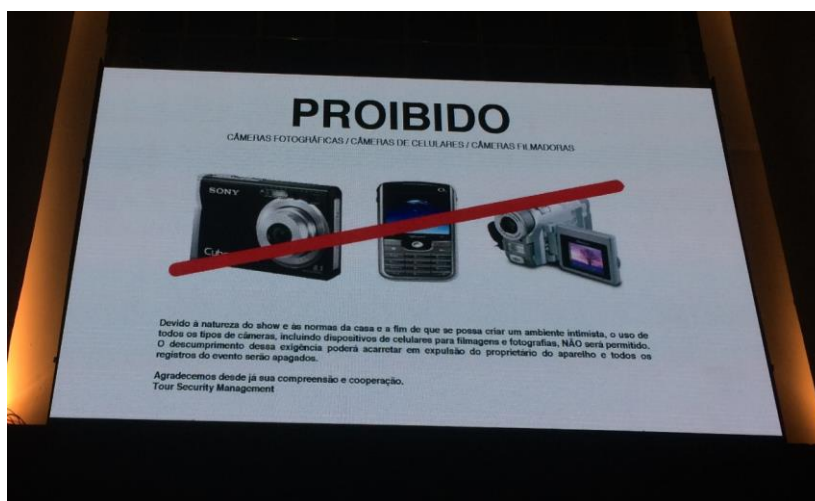 PROIBIDO
CÂMERAS FOTOGRÁFICAS / CÂMERAS DE CELULARES / CÂMERAS FILMADORAS
SONY
Cyber
Devido à natureza do show e às normas da casa e a fim de que se possa criar um ambiente intimista, o uso de
todos os tipos de câmeras, incluindo dispositivos de celulares para filmagens e fotografias, NÃO será permitido.
O descumprimento dessa exigência poderá acarretar em expulsão do proprietário do aparelho e todos os
registros do evento serão apagados.
Agradecemos desde já sua compreensão e cooperação,
Tour Security Management